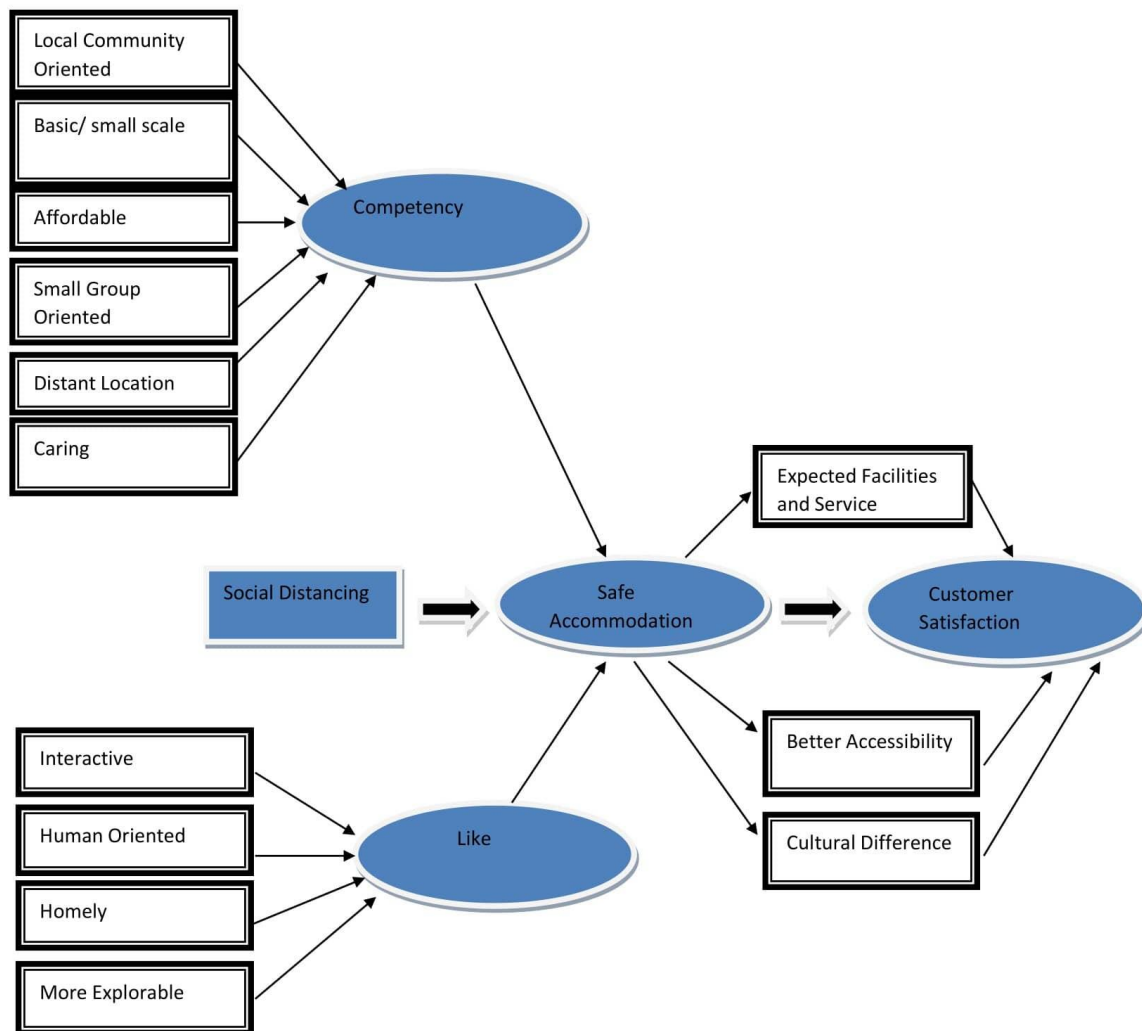 Local Community
Oriented
Basic/ small scale
Affordable
Small Group
Oriented
Distant Location
Caring
Competency
Expected Facilities
and Service
Social Distancing
Safe
Accommodation
Customer
Satisfaction
Interactive
Human Oriented
Homely
More Explorable
Like
Better Accessibility
Cultural Difference